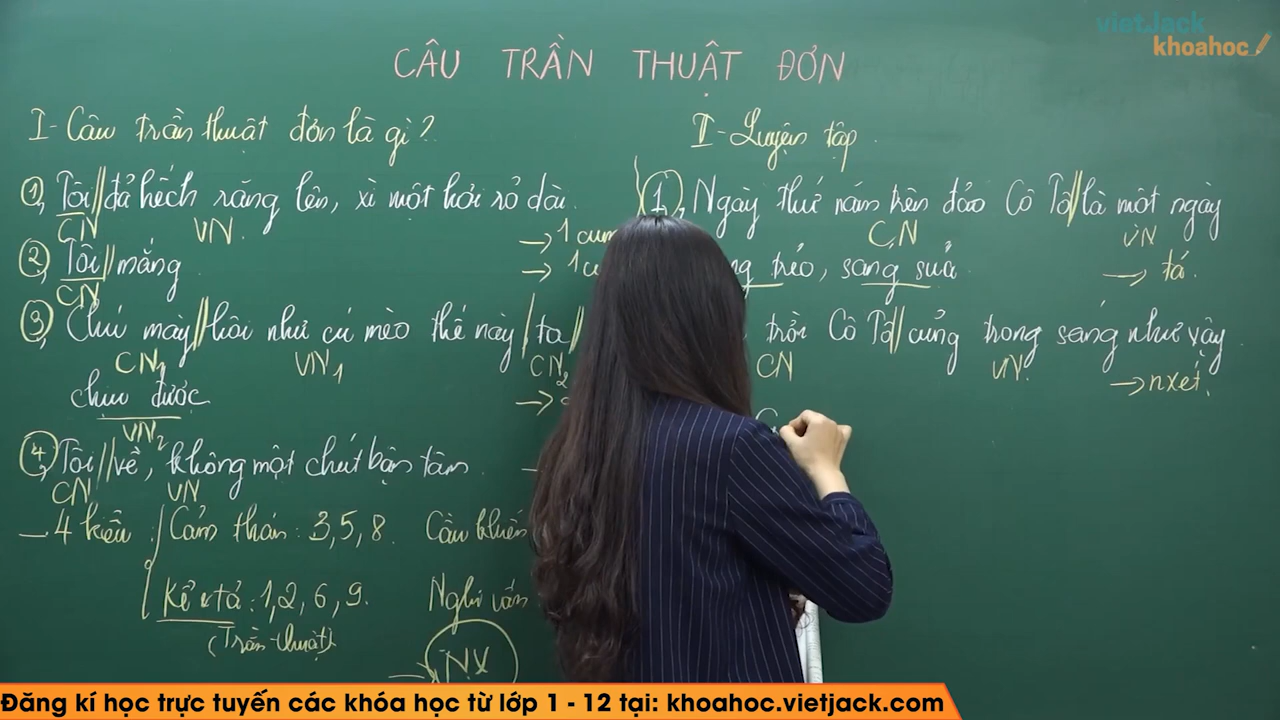 vietJack
khoahoc
CÂU TRẦN THUẬT ĐƠN
I- Câu trần thuật đơn là gì?
①, Tôi // đã hếch răng lên, xì một hơi rõ dài.
CN VN.
→ 1 cụm
②, Tôi // mắng.
CN
③, Chú mày // hôi như cú mèo thế này / ta //
CN1 VN1 CN2
chịu được
VN2
④, Tôi // về, không một chút bận tâm.
CN VN
— 4 kiểu
Cảm thán: 3,5,8. Cầu khiến
Kể & tả: 1,2,6,9. Nghi vấn
(Trần thuật)
→ NX
II- Luyện tập
①, Ngày thứ năm trên đảo Cô Tô // là một ngày
CN VN
trẻo, sáng sủa.
→ tả.
trời Cô Tô // cũng trong sáng như vậy
CN VN.
→ nxét.
Đăng kí học trực tuyến các khóa học từ lớp 1 - 12 tại: khoahoc.vietjack.com